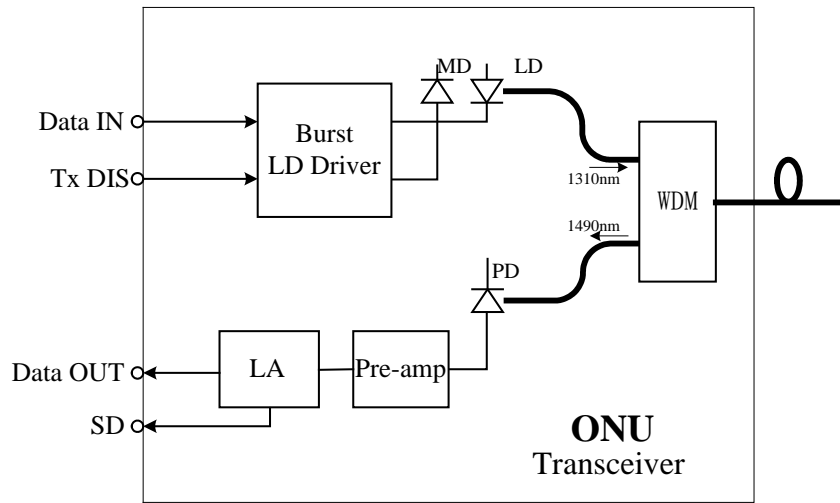 MD
LD
Data IN
Burst
LD Driver
Tx DIS
1310nm
WDM
1490nm
PD
Data OUT
LA
Pre-amp
SD
ONU
Transceiver